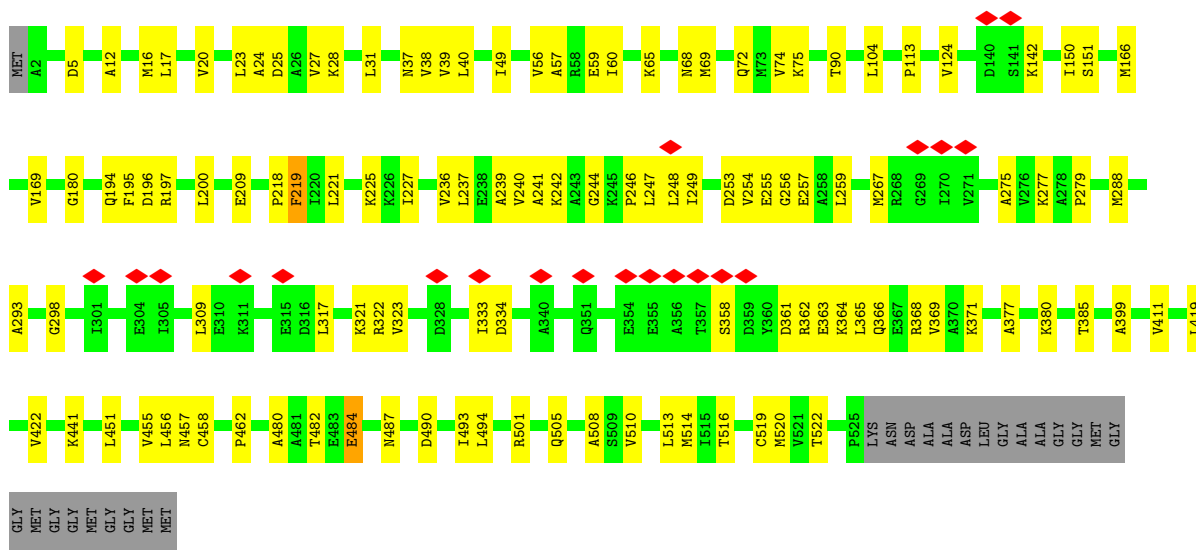 MET A2 D5 A12 M16 L17 V20 L23 A24 D25 A26 V27 K28 L31 N37 V38 V39 L40 I49 V56 A57 R58 E59 I60 K65 N68 M69 Q72 M73 V74 K75 T90 L104 P113 V124 D140 S141 K142 I150 S151 M166
V169 G180 Q194 F195 D196 R197 L200 E209 P218 F219 I220 L221 K225 K226 I227 V236 L237 E238 A239 V240 A241 K242 A243 G244 K245 P246 L247 L248 I249 D253 V254 E255 G256 E257 A258 L259 M267 R268 G269 I270 V271 A275 V276 K277 A278 P279 M288
A293 G298 I301 E304 I305 L309 E310 K311 E315 D316 L317 K321 R322 V323 D328 I333 D334 A340 Q351 E354 E355 A356 T357 S358 D359 Y360 D361 R362 E363 K364 L365 Q366 E367 R368 V369 A370 K371 A377 K380 T385 A399 V411 L419
V422 K441 L451 V455 L456 N457 C458 P462 A480 A481 T482 E483 E484 N487 D490 I493 L494 R501 Q505 A508 S509 V510 L513 M514 I515 T516 C519 M520 V521 T522 P525 LYS ASN ASP ALA ALA ASP LEU GLY ALA ALA GLY GLY MET GLY
GLY MET GLY GLY MET GLY GLY MET MET